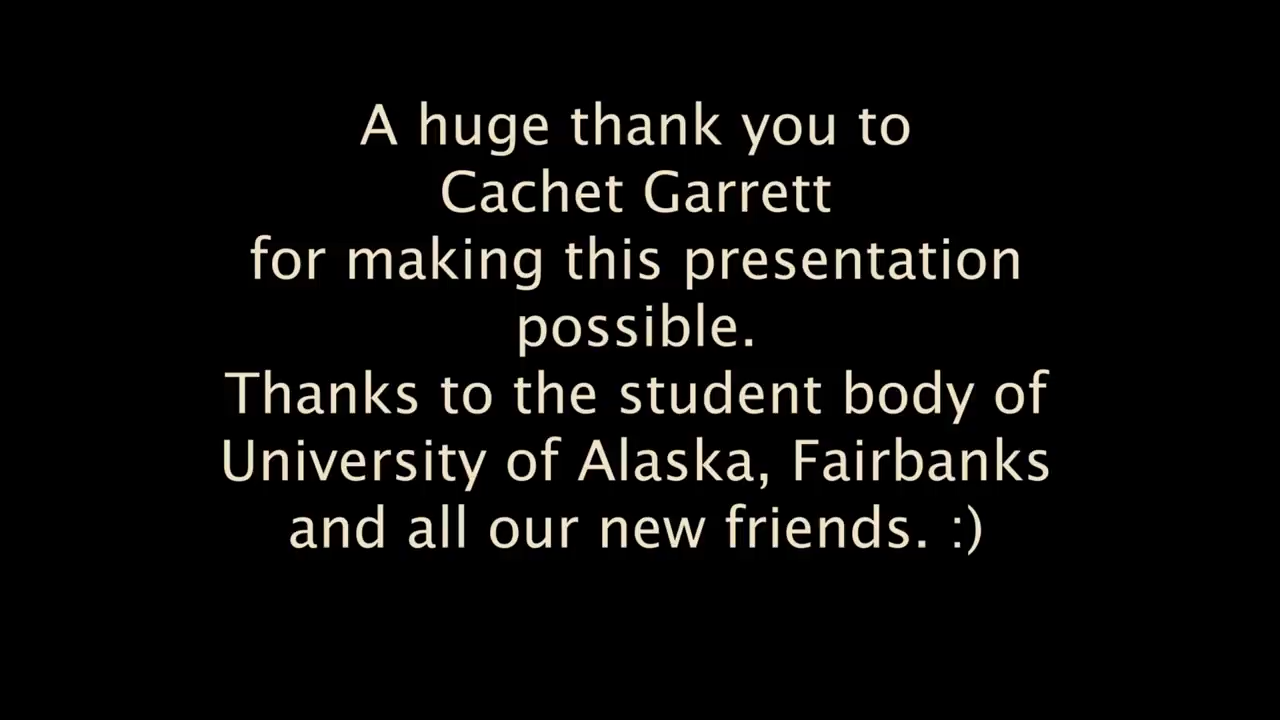 A huge thank you to
Cachet Garrett
for making this presentation
possible.
Thanks to the student body of
University of Alaska, Fairbanks
and all our new friends. :)